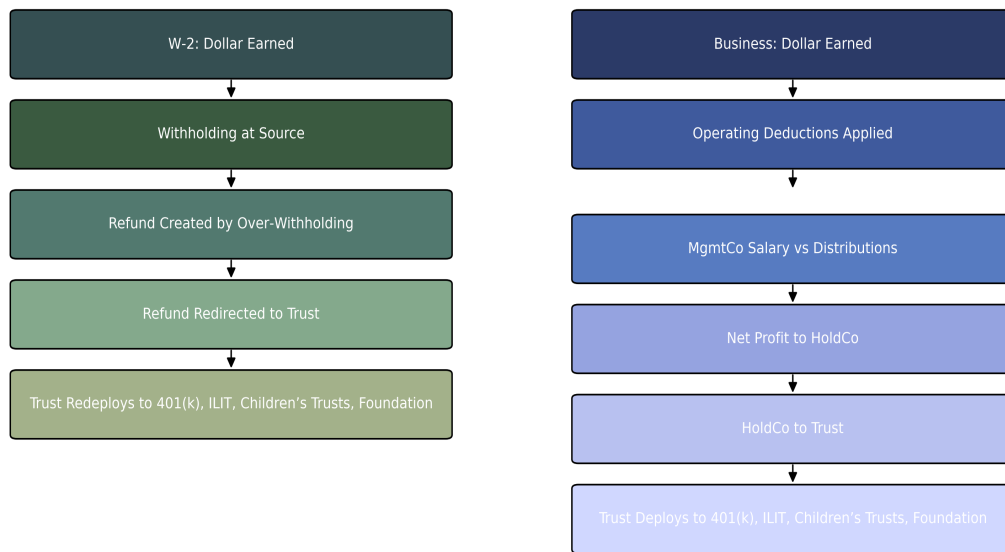 W-2: Dollar Earned
Withholding at Source
Refund Created by Over-Withholding
Refund Redirected to Trust
Trust Redeploys to 401(k), ILIT, Children’s Trusts, Foundation
Business: Dollar Earned
Operating Deductions Applied
MgmtCo Salary vs Distributions
Net Profit to HoldCo
HoldCo to Trust
Trust Deploys to 401(k), ILIT, Children’s Trusts, Foundation